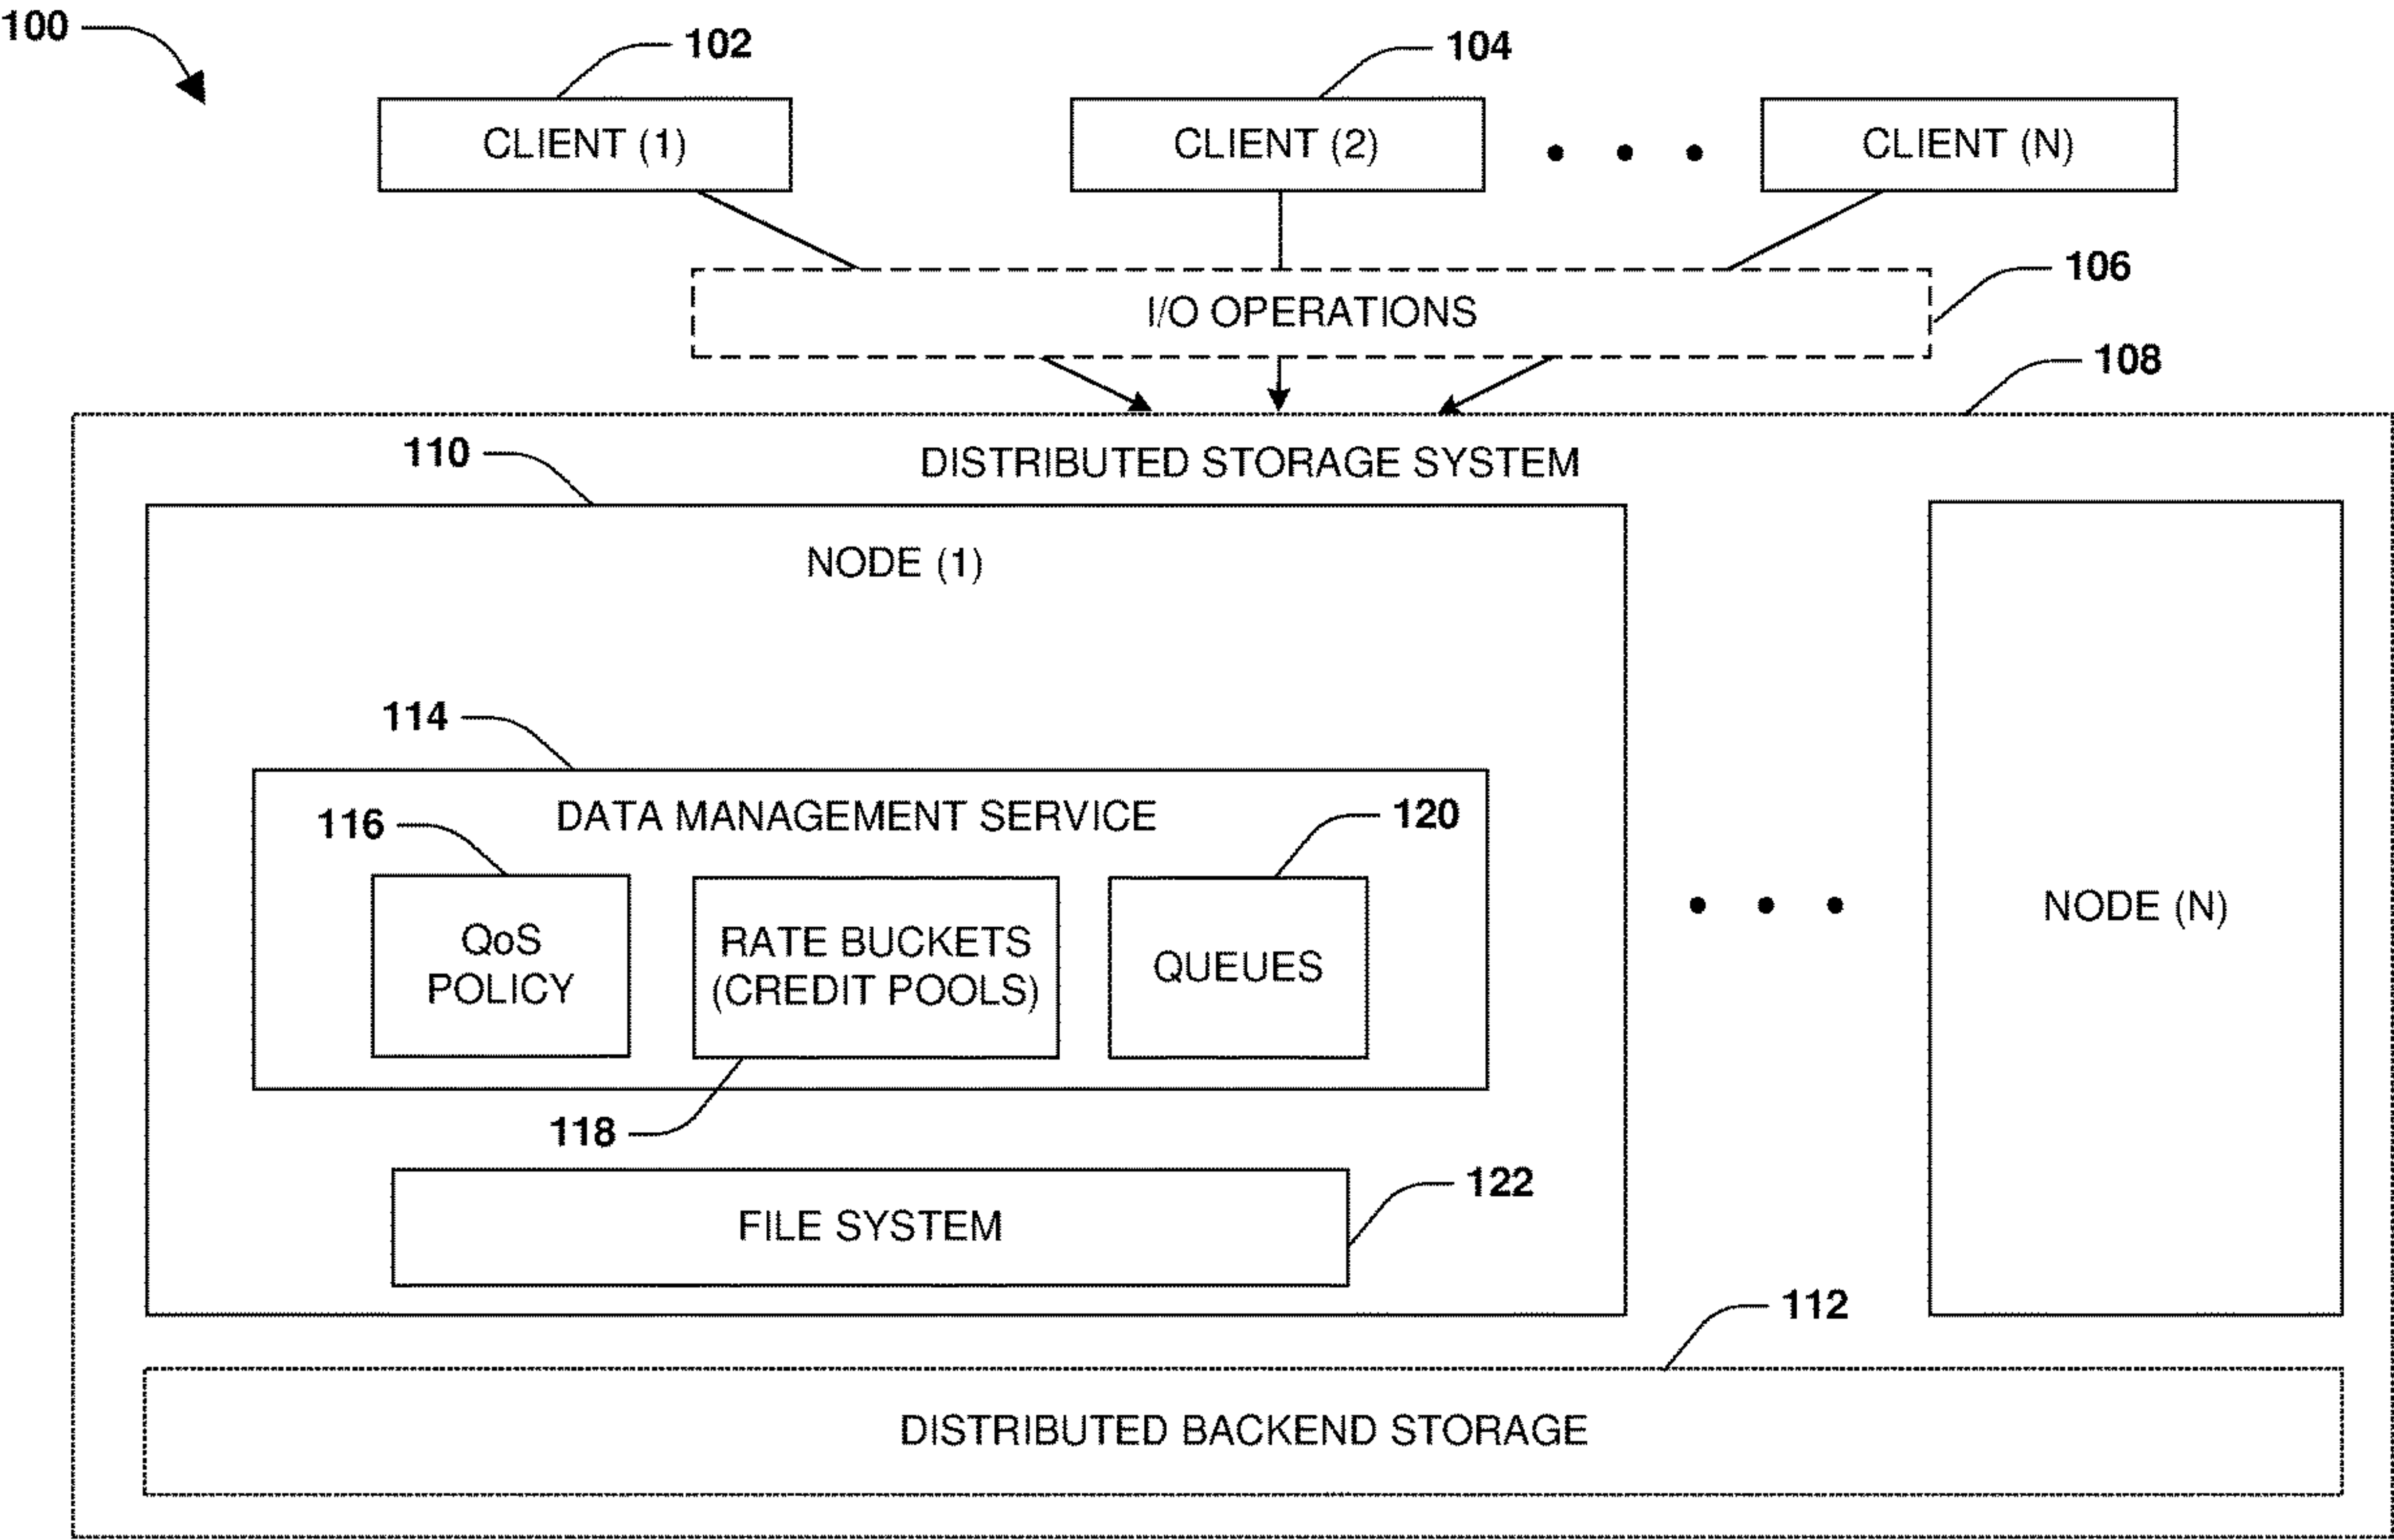 100
102
104
CLIENT (1)
CLIENT (2)
CLIENT (N)
106
I/O OPERATIONS
108
110
DISTRIBUTED STORAGE SYSTEM
NODE (1)
114
116
DATA MANAGEMENT SERVICE
120
QoS
POLICY
RATE BUCKETS
(CREDIT POOLS)
QUEUES
NODE (N)
118
122
FILE SYSTEM
112
DISTRIBUTED BACKEND STORAGE